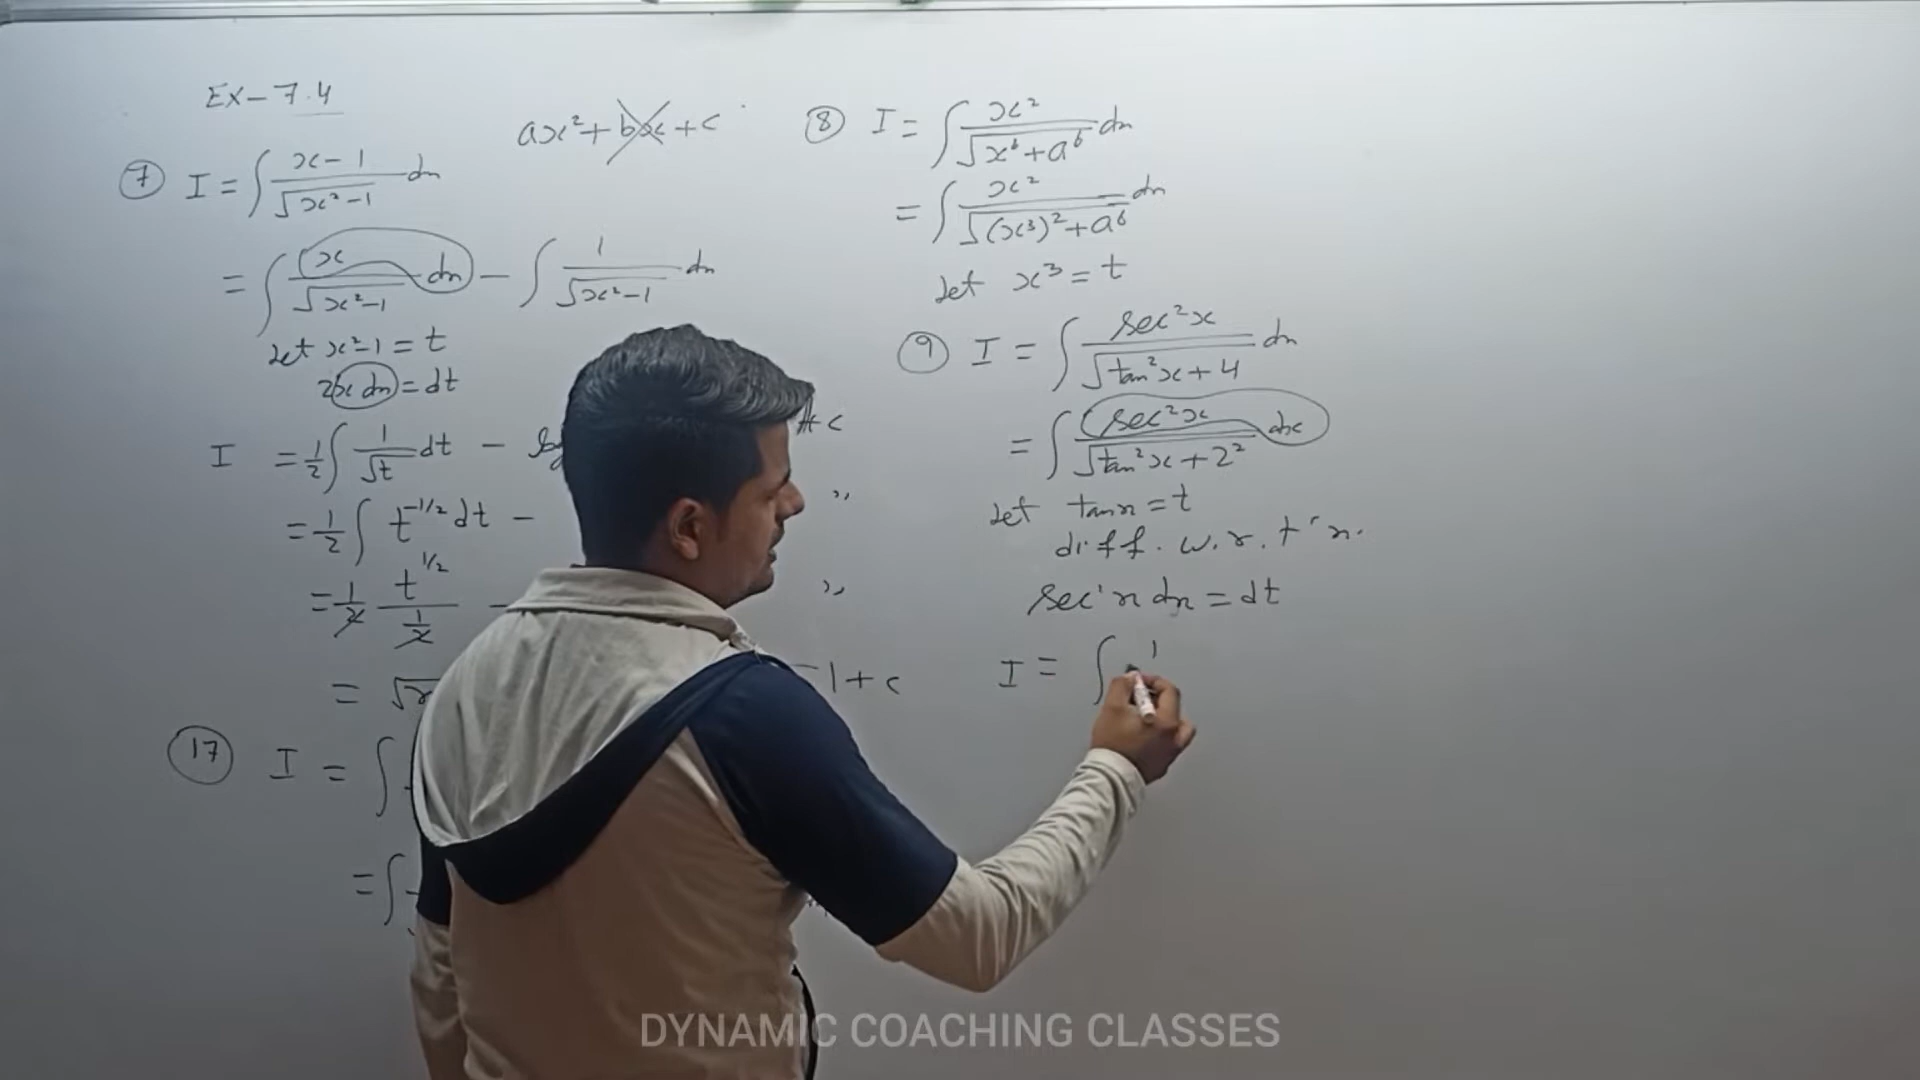 EX-7.4
ax²+bx+c
⑦ I = ∫ x-1/√x²-1 dx
= ∫ x/√x²-1 dx - ∫ 1/√x²-1 dx
Let x²-1 = t
2x dx = dt
I = 1/2 ∫ 1/√t dt - log +c
= 1/2 ∫ t^-1/2 dt - ,,
= 1/2 t^1/2 / 1/2 - ,,
= √ -1+c
⑰ I = ∫
= ∫
⑧ I = ∫ x²/√x⁶+a⁶ dx
= ∫ x²/√(x³)²+a⁶ dx
Let x³ = t
⑨ I = ∫ sec²x/√tan²x+4 dx
= ∫ sec²x/√tan²x+2² dx
Let tanx = t
diff. w.r.t 'x.
sec²x dx = dt
I = ∫ 1
DYNAMIC COACHING CLASSES